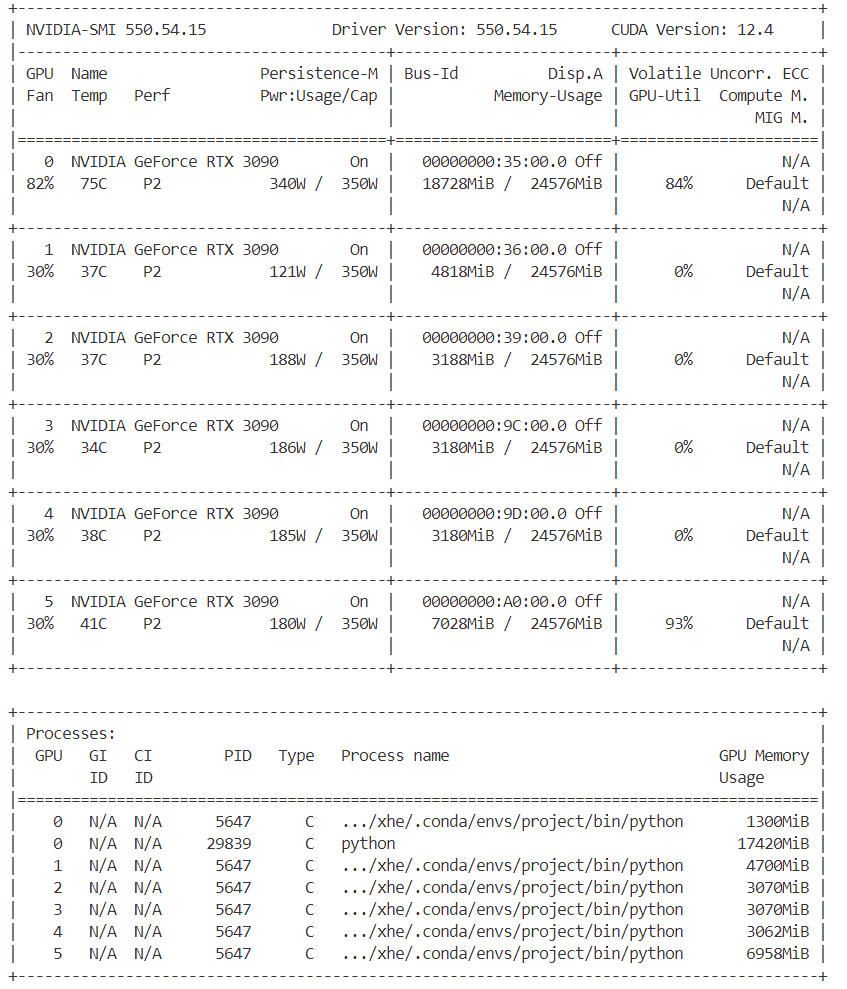 +-----------------------------------------------------------------------------------------+
| NVIDIA-SMI 550.54.15              Driver Version: 550.54.15      CUDA Version: 12.4     |
|-----------------------------------------+------------------------+----------------------+
| GPU  Name                 Persistence-M | Bus-Id          Disp.A | Volatile Uncorr. ECC |
| Fan  Temp   Perf          Pwr:Usage/Cap |           Memory-Usage | GPU-Util  Compute M. |
|                                         |                        |               MIG M. |
|=========================================+========================+======================|
|   0  NVIDIA GeForce RTX 3090        On  |   00000000:35:00.0 Off |                  N/A |
| 82%   75C    P2            340W /  350W |   18728MiB /  24576MiB |     84%      Default |
|                                         |                        |                  N/A |
+-----------------------------------------+------------------------+----------------------+
|   1  NVIDIA GeForce RTX 3090        On  |   00000000:36:00.0 Off |                  N/A |
| 30%   37C    P2            121W /  350W |    4818MiB /  24576MiB |      0%      Default |
|                                         |                        |                  N/A |
+-----------------------------------------+------------------------+----------------------+
|   2  NVIDIA GeForce RTX 3090        On  |   00000000:39:00.0 Off |                  N/A |
| 30%   37C    P2            188W /  350W |    3188MiB /  24576MiB |      0%      Default |
|                                         |                        |                  N/A |
+-----------------------------------------+------------------------+----------------------+
|   3  NVIDIA GeForce RTX 3090        On  |   00000000:9C:00.0 Off |                  N/A |
| 30%   34C    P2            186W /  350W |    3180MiB /  24576MiB |      0%      Default |
|                                         |                        |                  N/A |
+-----------------------------------------+------------------------+----------------------+
|   4  NVIDIA GeForce RTX 3090        On  |   00000000:9D:00.0 Off |                  N/A |
| 30%   38C    P2            185W /  350W |    3180MiB /  24576MiB |      0%      Default |
|                                         |                        |                  N/A |
+-----------------------------------------+------------------------+----------------------+
|   5  NVIDIA GeForce RTX 3090        On  |   00000000:A0:00.0 Off |                  N/A |
| 30%   41C    P2            180W /  350W |    7028MiB /  24576MiB |     93%      Default |
|                                         |                        |                  N/A |
+-----------------------------------------+------------------------+----------------------+

+-----------------------------------------------------------------------------------------+
| Processes:                                                                              |
|  GPU   GI   CI        PID   Type   Process name                              GPU Memory |
|        ID   ID                                                               Usage      |
|=========================================================================================|
|    0   N/A  N/A      5647      C   .../xhe/.conda/envs/project/bin/python       1300MiB |
|    0   N/A  N/A     29839      C   python                                      17420MiB |
|    1   N/A  N/A      5647      C   .../xhe/.conda/envs/project/bin/python       4700MiB |
|    2   N/A  N/A      5647      C   .../xhe/.conda/envs/project/bin/python       3070MiB |
|    3   N/A  N/A      5647      C   .../xhe/.conda/envs/project/bin/python       3070MiB |
|    4   N/A  N/A      5647      C   .../xhe/.conda/envs/project/bin/python       3062MiB |
|    5   N/A  N/A      5647      C   .../xhe/.conda/envs/project/bin/python       6958MiB |
+-----------------------------------------------------------------------------------------+